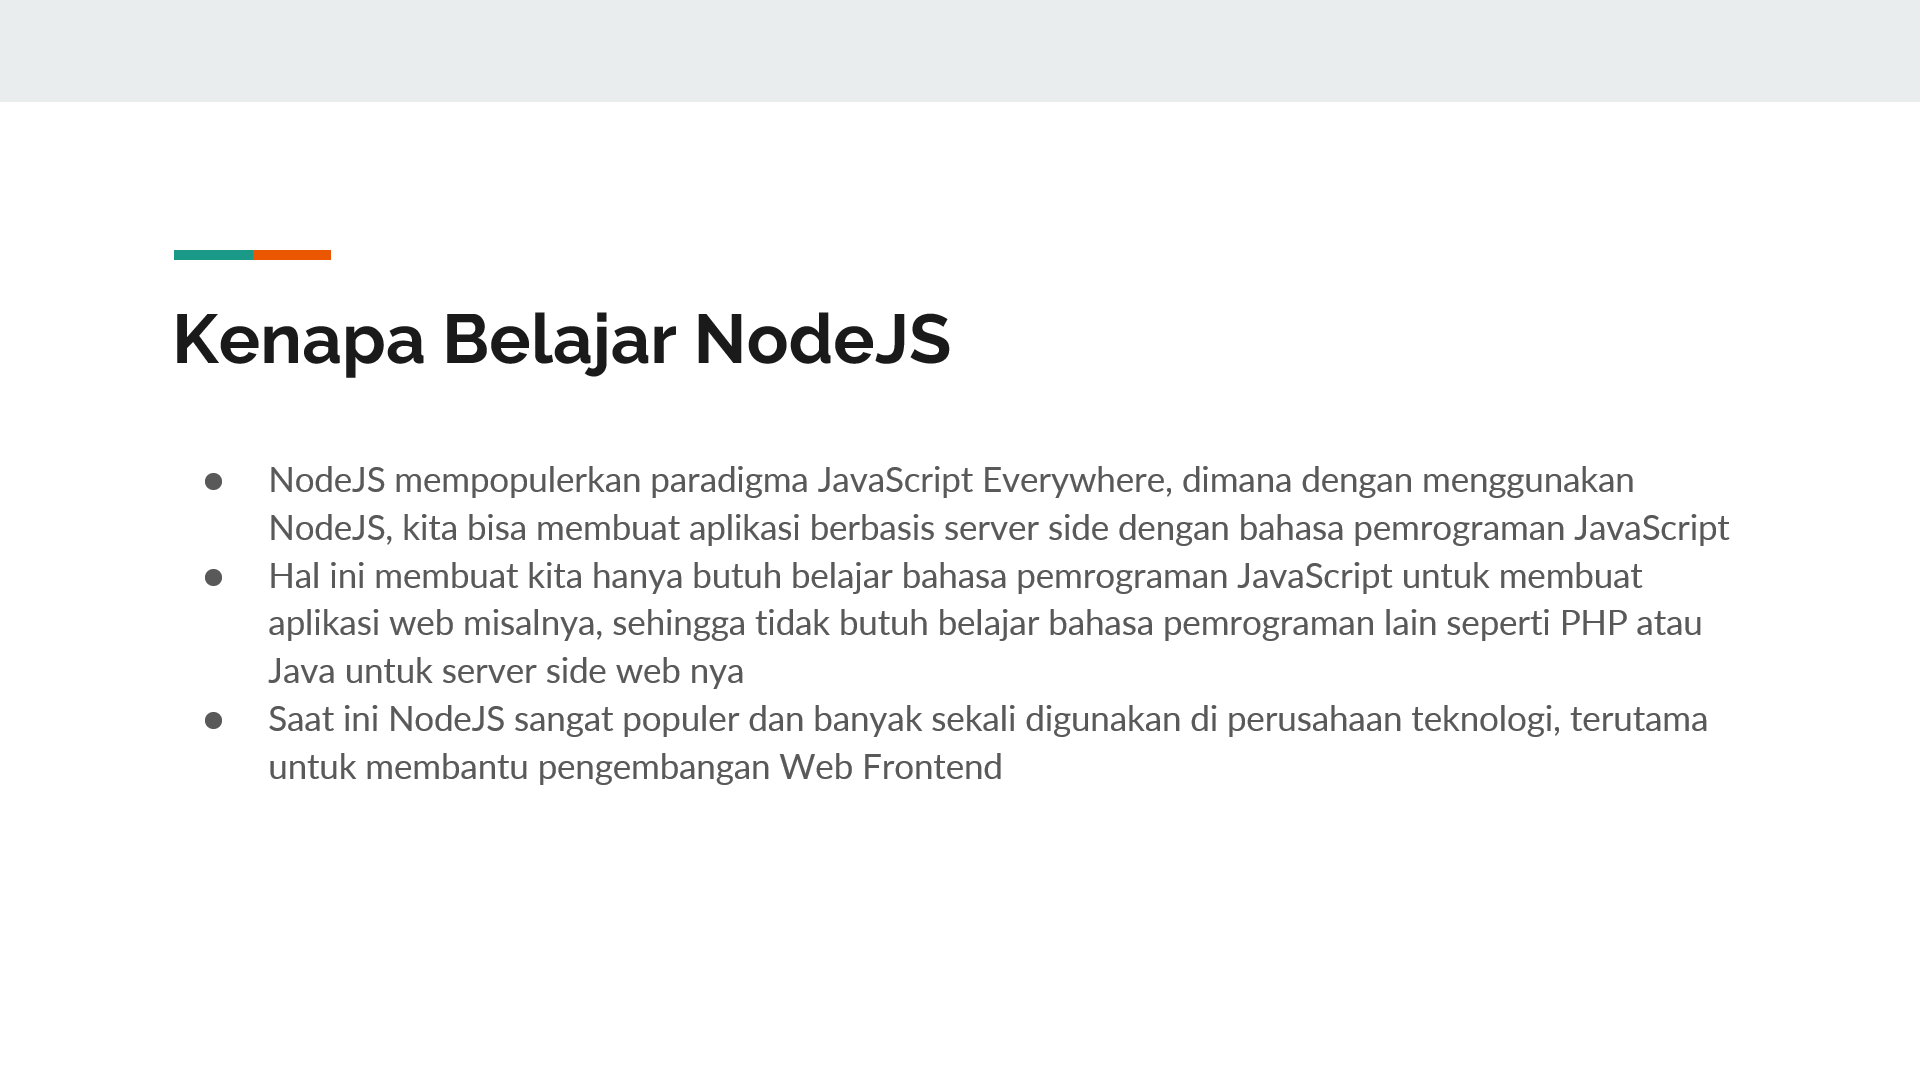 Kenapa Belajar NodeJS
● NodeJS mempopulerkan paradigma JavaScript Everywhere, dimana dengan menggunakan
NodeJS, kita bisa membuat aplikasi berbasis server side dengan bahasa pemrograman JavaScript
● Hal ini membuat kita hanya butuh belajar bahasa pemrograman JavaScript untuk membuat
aplikasi web misalnya, sehingga tidak butuh belajar bahasa pemrograman lain seperti PHP atau
Java untuk server side web nya
● Saat ini NodeJS sangat populer dan banyak sekali digunakan di perusahaan teknologi, terutama
untuk membantu pengembangan Web Frontend